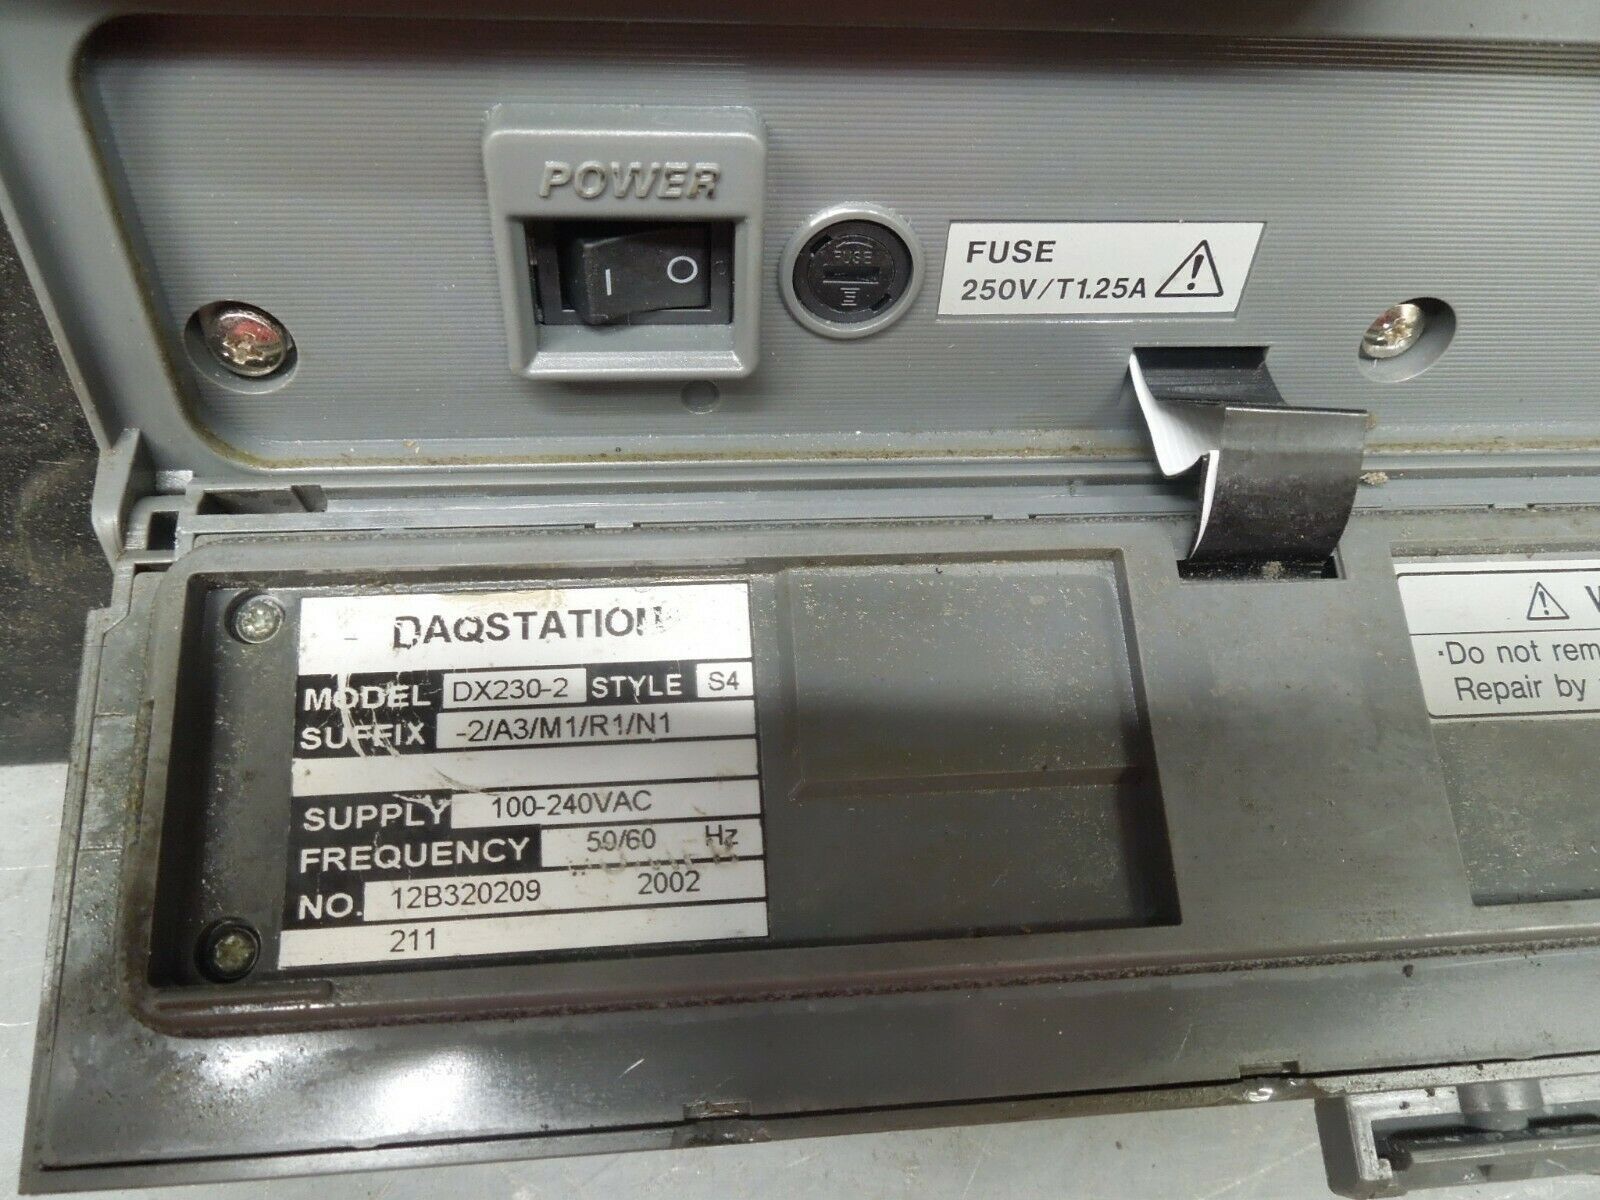 POWER
I O
FUSE
FUSE
250V/T1.25A
DAQSTATION
MODEL DX230-2 STYLE S4
SUFFIX -2/A3/M1/R1/N1
SUPPLY 100-240VAC
FREQUENCY 50/60 Hz
NO. 12B320209 2002
211
·Do not rem
Repair by